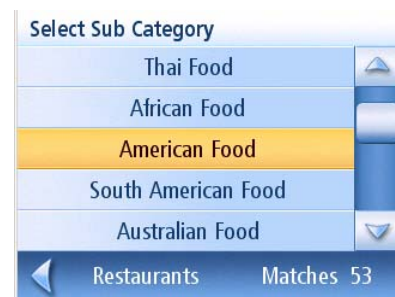 Select Sub Category
Thai Food
African Food
American Food
South American Food
Australian Food
Restaurants Matches 53